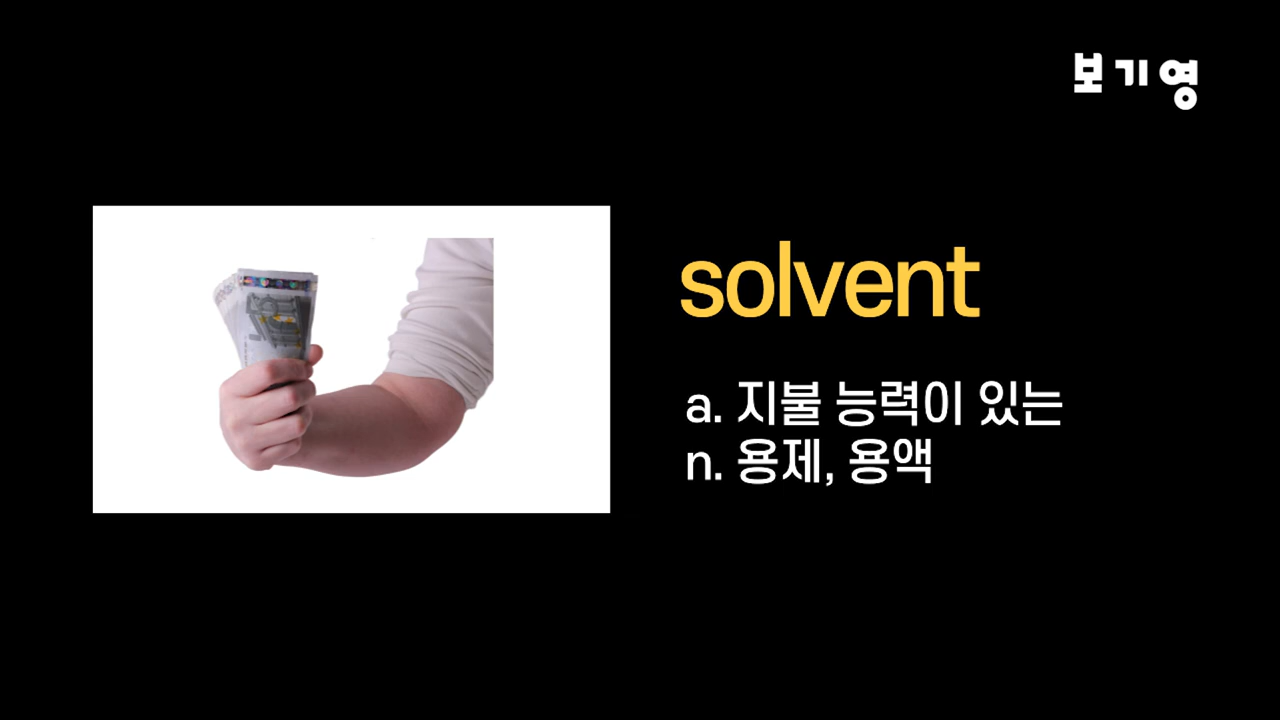 보기영
solvent
a. 지불 능력이 있는
n. 용제, 용액